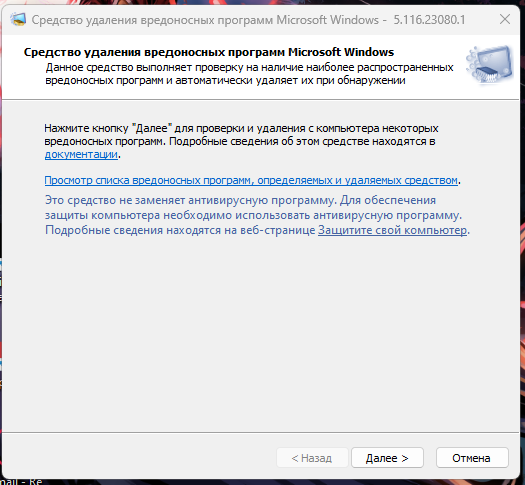 Средство удаления вредоносных программ Microsoft Windows - 5.116.23080.1
Средство удаления вредоносных программ Microsoft Windows
Данное средство выполняет проверку на наличие наиболее распространенных
вредоносных программ и автоматически удаляет их при обнаружении
Нажмите кнопку "Далее" для проверки и удаления с компьютера некоторых
вредоносных программ. Подробные сведения об этом средстве находятся в
документации.
Просмотр списка вредоносных программ, определяемых и удаляемых средством.
Это средство не заменяет антивирусную программу. Для обеспечения
защиты компьютера необходимо использовать антивирусную программу.
Подробные сведения находятся на веб-странице Защитите свой компьютер.
< Назад
Далее >
Отмена